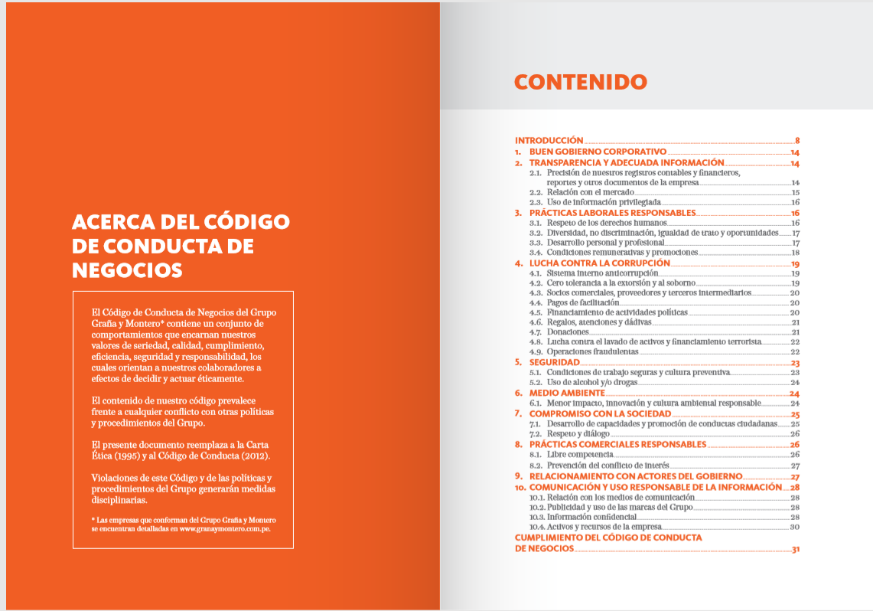 ACERCA DEL CÓDIGO
DE CONDUCTA DE
NEGOCIOS
El Código de Conducta de Negocios del Grupo
Graña y Montero* contiene un conjunto de
comportamientos que encarnan nuestros
valores de seriedad, calidad, cumplimiento,
eficiencia, seguridad y responsabilidad, los
cuales orientan a nuestros colaboradores a
efectos de decidir y actuar éticamente.
El contenido de nuestro código prevalece
frente a cualquier conflicto con otras políticas
y procedimientos del Grupo.
El presente documento reemplaza a la Carta
Ética (1995) y al Código de Conducta (2012).
Violaciones de este Código y de las políticas y
procedimientos del Grupo generarán medidas
disciplinarias.
* Las empresas que conforman del Grupo Graña y Montero
se encuentran detalladas en www.granaymontero.com.pe.
CONTENIDO
INTRODUCCIÓN 8
1. BUEN GOBIERNO CORPORATIVO 14
2. TRANSPARENCIA Y ADECUADA INFORMACIÓN 14
2.1. Precisión de nuestros registros contables y financieros,
reportes y otros documentos de la empresa 14
2.2. Relación con el mercado 15
2.3. Uso de información privilegiada 16
3. PRÁCTICAS LABORALES RESPONSABLES 16
3.1. Respeto de los derechos humanos 16
3.2. Diversidad, no discriminación, igualdad de trato y oportunidades 17
3.3. Desarrollo personal y profesional 17
3.4. Condiciones remunerativas y promociones 18
4. LUCHA CONTRA LA CORRUPCIÓN 19
4.1. Sistema interno anticorrupción 19
4.2. Cero tolerancia a la extorsión y al soborno 19
4.3. Socios comerciales, proveedores y terceros intermediarios 20
4.4. Pagos de facilitación 20
4.5. Financiamiento de actividades políticas 20
4.6. Regalos, atenciones y dádivas 21
4.7. Donaciones 21
4.8. Lucha contra el lavado de activos y financiamiento terrorista 22
4.9. Operaciones fraudulentas 22
5. SEGURIDAD 23
5.1. Condiciones de trabajo seguras y cultura preventiva 23
5.2. Uso de alcohol y/o drogas 24
6. MEDIO AMBIENTE 24
6.1. Menor impacto, innovación y cultura ambiental responsable 24
7. COMPROMISO CON LA SOCIEDAD 25
7.1. Desarrollo de capacidades y promoción de conductas ciudadanas 25
7.2. Respeto y diálogo 26
8. PRÁCTICAS COMERCIALES RESPONSABLES 26
8.1. Libre competencia 26
8.2. Prevención del conflicto de interés 27
9. RELACIONAMIENTO CON ACTORES DEL GOBIERNO 27
10. COMUNICACIÓN Y USO RESPONSABLE DE LA INFORMACIÓN 28
10.1. Relación con los medios de comunicación 28
10.2. Publicidad y uso de las marcas del Grupo 28
10.3. Información confidencial 28
10.4. Activos y recursos de la empresa 30
CUMPLIMIENTO DEL CÓDIGO DE CONDUCTA
DE NEGOCIOS 31